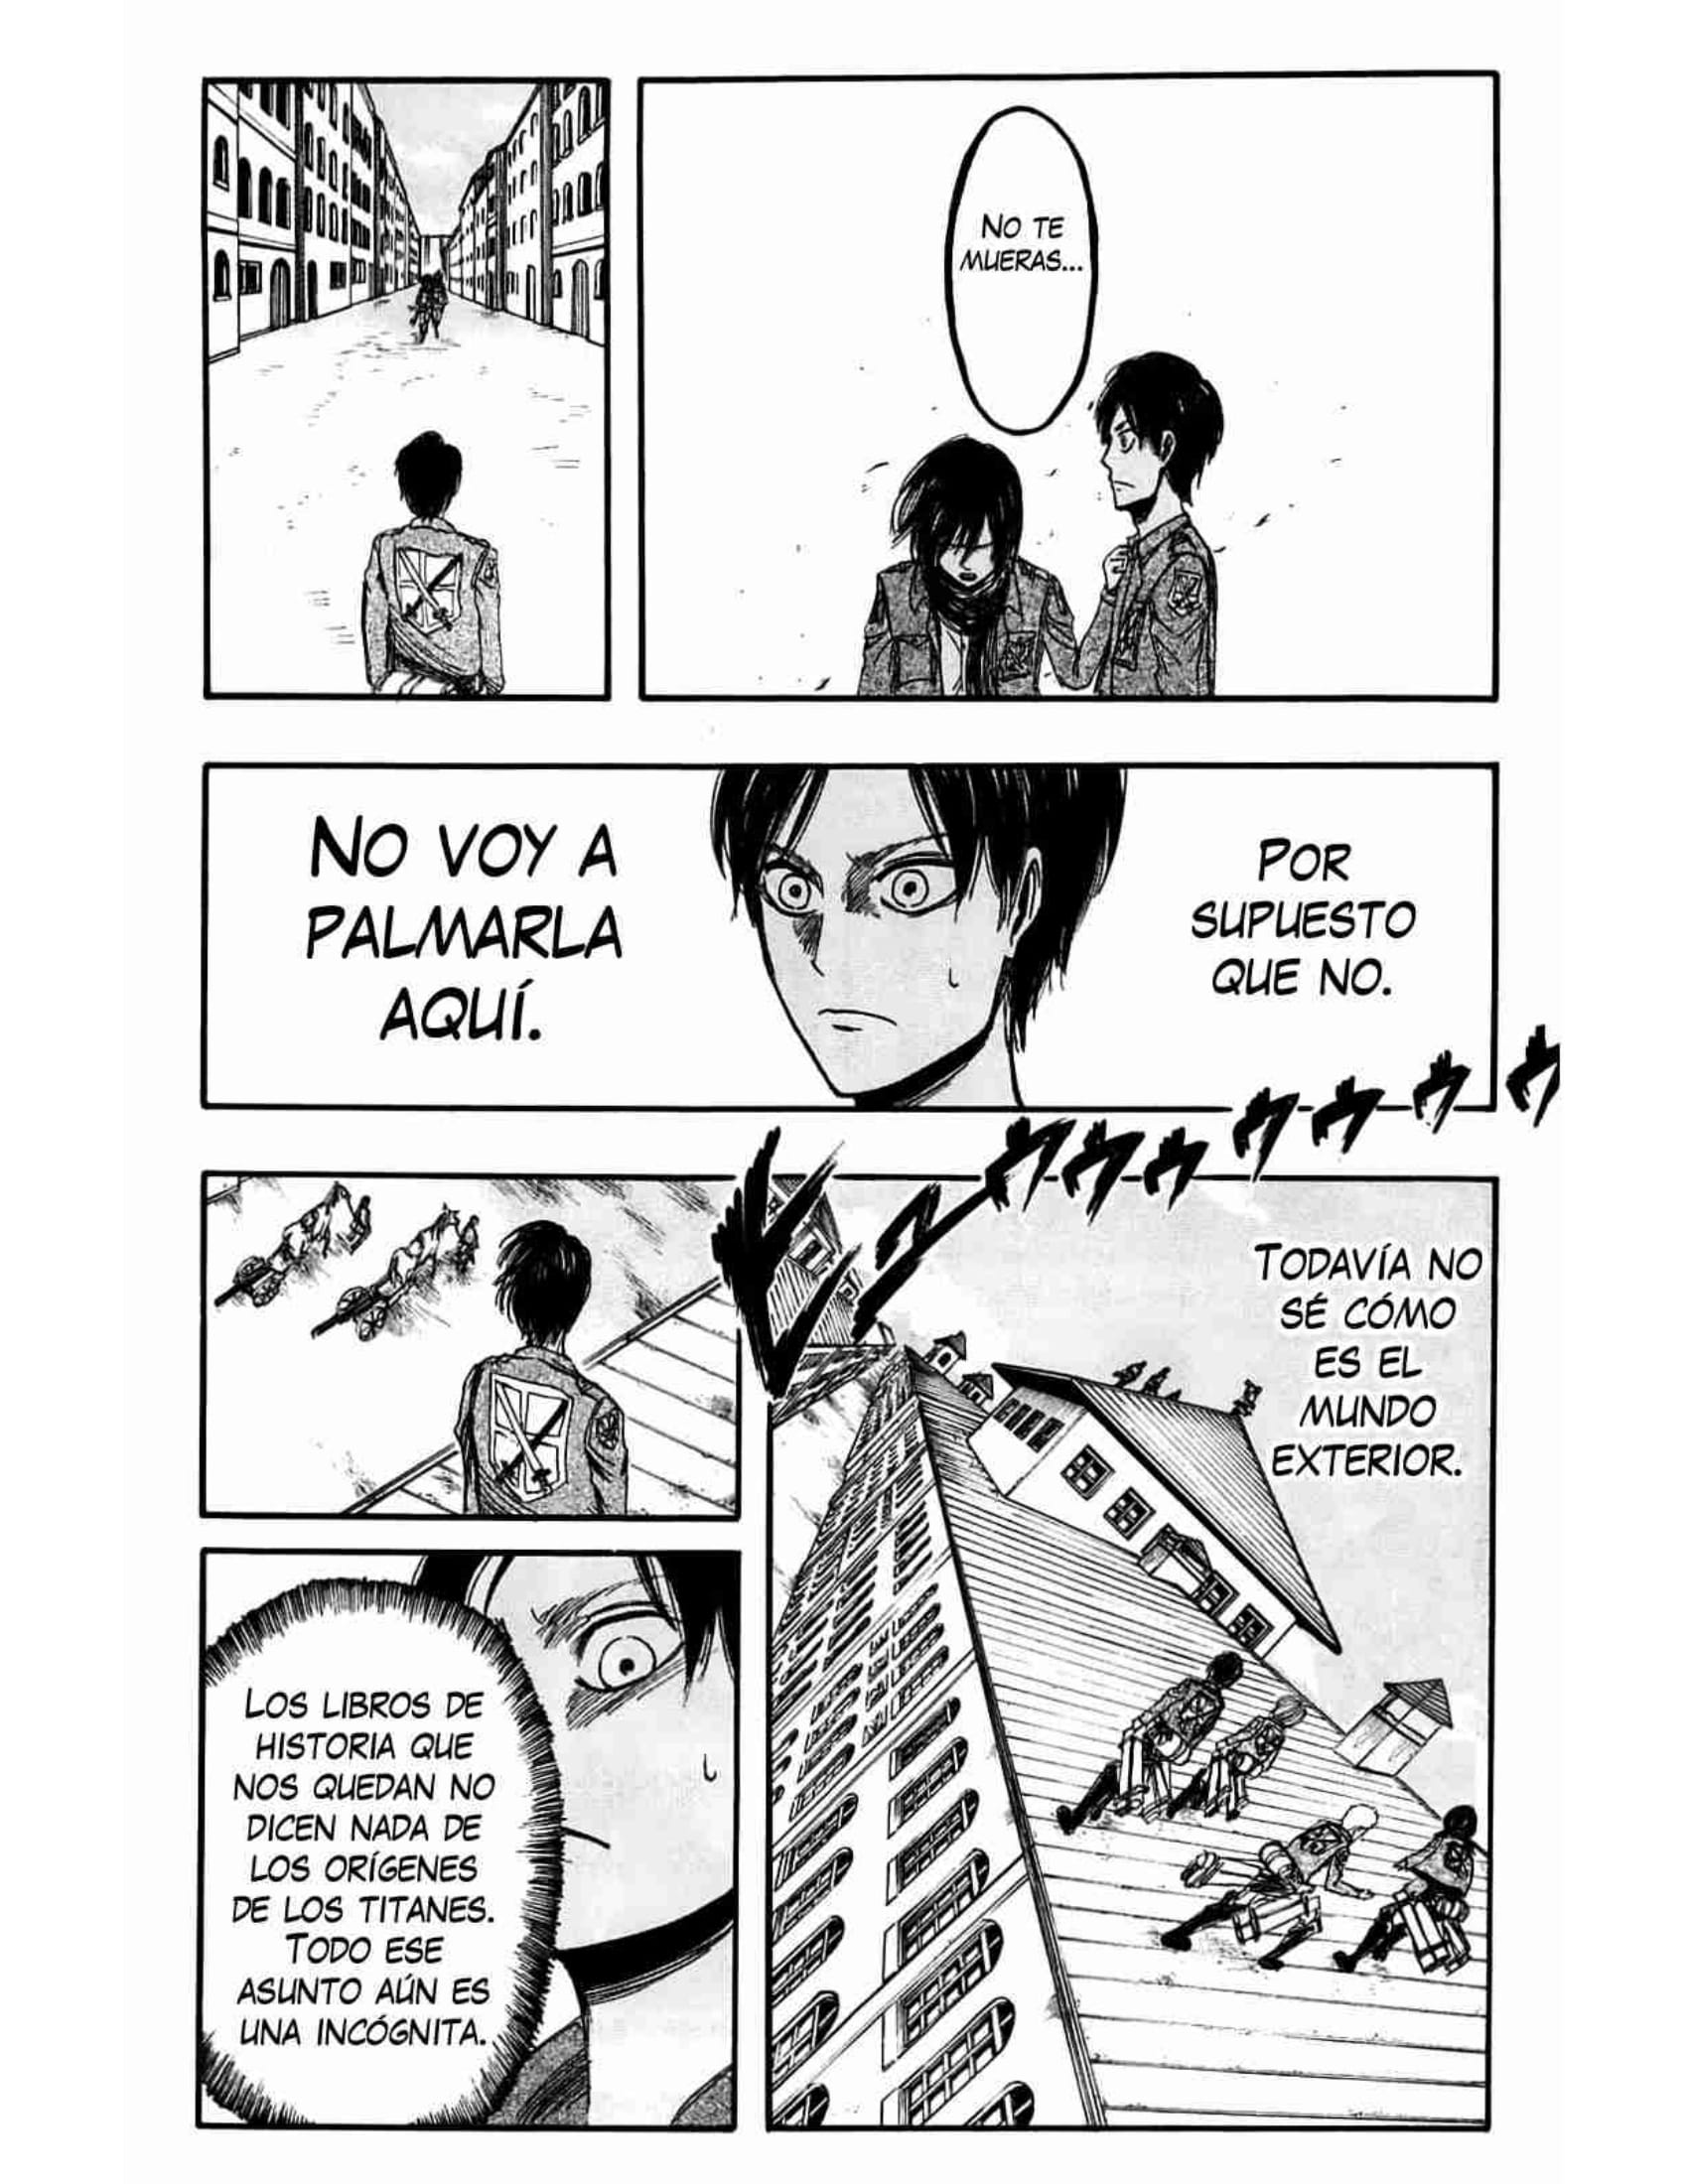 NO TE
MUERAS...
POR
SUPUESTO
QUE NO.
NO VOY A
PALMARLA
AQUÍ.
ヒュウウウウウウウ
TODAVÍA NO
SÉ CÓMO
ES EL
MUNDO
EXTERIOR.
LOS LIBROS DE
HISTORIA QUE
NOS QUEDAN NO
DICEN NADA DE
LOS ORÍGENES
DE LOS TITANES.
TODO ESE
ASUNTO AÚN ES
UNA INCÓGNITA.